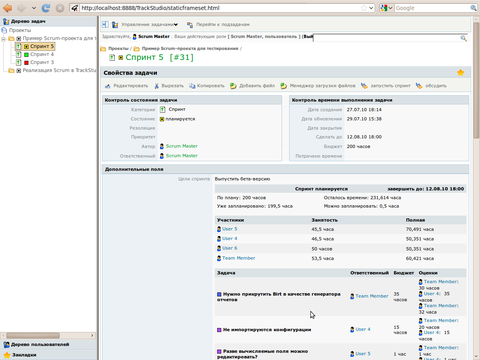 http://localhost:8888/TrackStudio/staticframeset.html
Google
Дерево задач
Проекты
Пример Scrum-проекта для т
Спринт 5
Спринт 4
Спринт 3
Реализация Scrum в TrackStu
Дерево пользователей
Закладки
Управление задачами
Перейти к подзадачам
Здравствуйте, Scrum Master , Ваши действующие роли [ Scrum Master, пользователь ] (Вый
Проекты / Пример Scrum-проекта для тестирования /
Спринт 5 [#31]
Свойства задачи
Редактировать Вырезать Копировать Добавить файл Менеджер загрузки файлов запустить спринт обсудить
Контроль состояния задачи
Категория Спринт
Состояние планируется
Резолюция
Приоритет
Автор Scrum Master
Ответственный Scrum Master
Контроль времени выполнения задачи
Дата создания 27.07.10 18:14
Дата обновления 29.07.10 15:38
Дата закрытия
Сделать до 12.08.10 18:00
Бюджет 200 часов
Потрачено времени
Дополнительные поля
Цели спринта Выпустить бета-версию
Спринт планируется завершить до: 12.08.10 18:00
По плану: 200 часов Осталось времени: 231,614 часа
Уже запланировано: 199,5 часа Можно запланировать: 0,5 часа
Участники Занятость Полная
User 5 45,5 часа 70,491 часа
User 4 46,5 часа 50,351 часа
User 6 50 часов 50,351 часа
Team Member 53,5 часа 60,421 часа
Задача Ответственный Бюджет Оценки
Нужно прикрутить Birt в качестве генератора отчетов Team Member 35 часов Team Member: 30 часов User 4: 35 часов Team Member: 32 часа
Не импортируются конфигурации User 4 15 часов Team Member: 20 часов User 4: 15 часов
Разве вычисляемые поля можно редактировать? User 5 1 час Team Member: 1 час